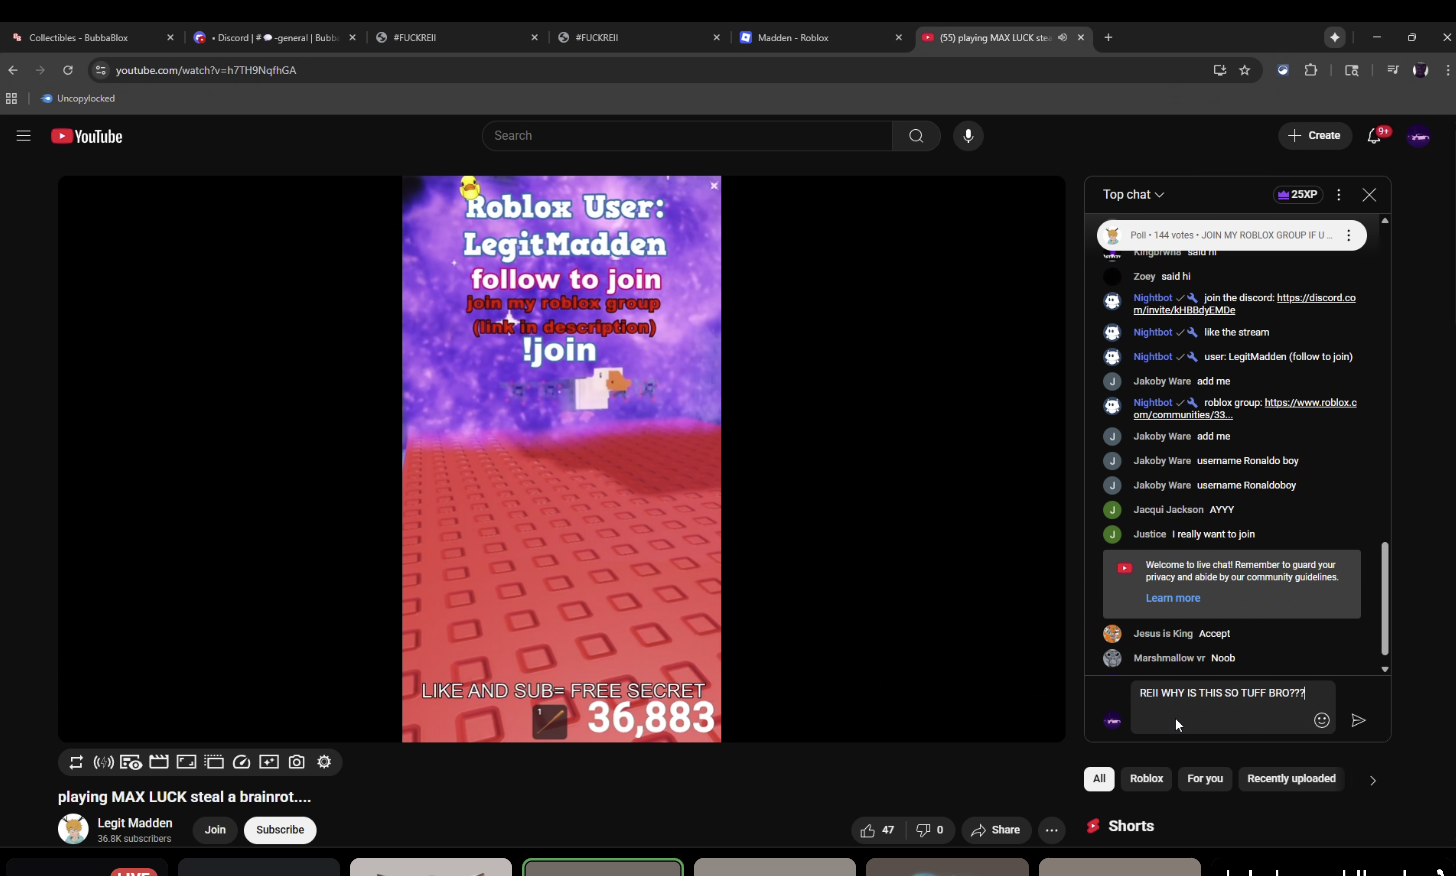 Collectibles - BubbaBlox
• Discord | #💬-general | Bubb
#FUCKREII
#FUCKREII
Madden - Roblox
(55) playing MAX LUCK stea
youtube.com/watch?v=h7TH9NqfhGA
Uncopylocked
YouTube
Search
Create
9+
Roblox User:
LegitMadden
follow to join
join my roblox group
(link in description)
!join
LIKE AND SUB= FREE SECRET
1
36,883
Top chat
25XP
Poll • 144 votes • JOIN MY ROBLOX GROUP IF U ...
said hi
Zoey said hi
Nightbot join the discord: https://discord.co
m/invite/kHBBdyEMDe
Nightbot like the stream
Nightbot user: LegitMadden (follow to join)
J Jakoby Ware add me
Nightbot roblox group: https://www.roblox.c
om/communities/33...
J Jakoby Ware add me
J Jakoby Ware username Ronaldo boy
J Jakoby Ware username Ronaldoboy
J Jacqui Jackson AYYY
J Justice I really want to join
Welcome to live chat! Remember to guard your
privacy and abide by our community guidelines.
Learn more
Jesus is King Accept
Marshmallow vr Noob
REII WHY IS THIS SO TUFF BRO???
playing MAX LUCK steal a brainrot....
Legit Madden
36.8K subscribers
Join
Subscribe
47
0
Share
All
Roblox
For you
Recently uploaded
Shorts
LIVE